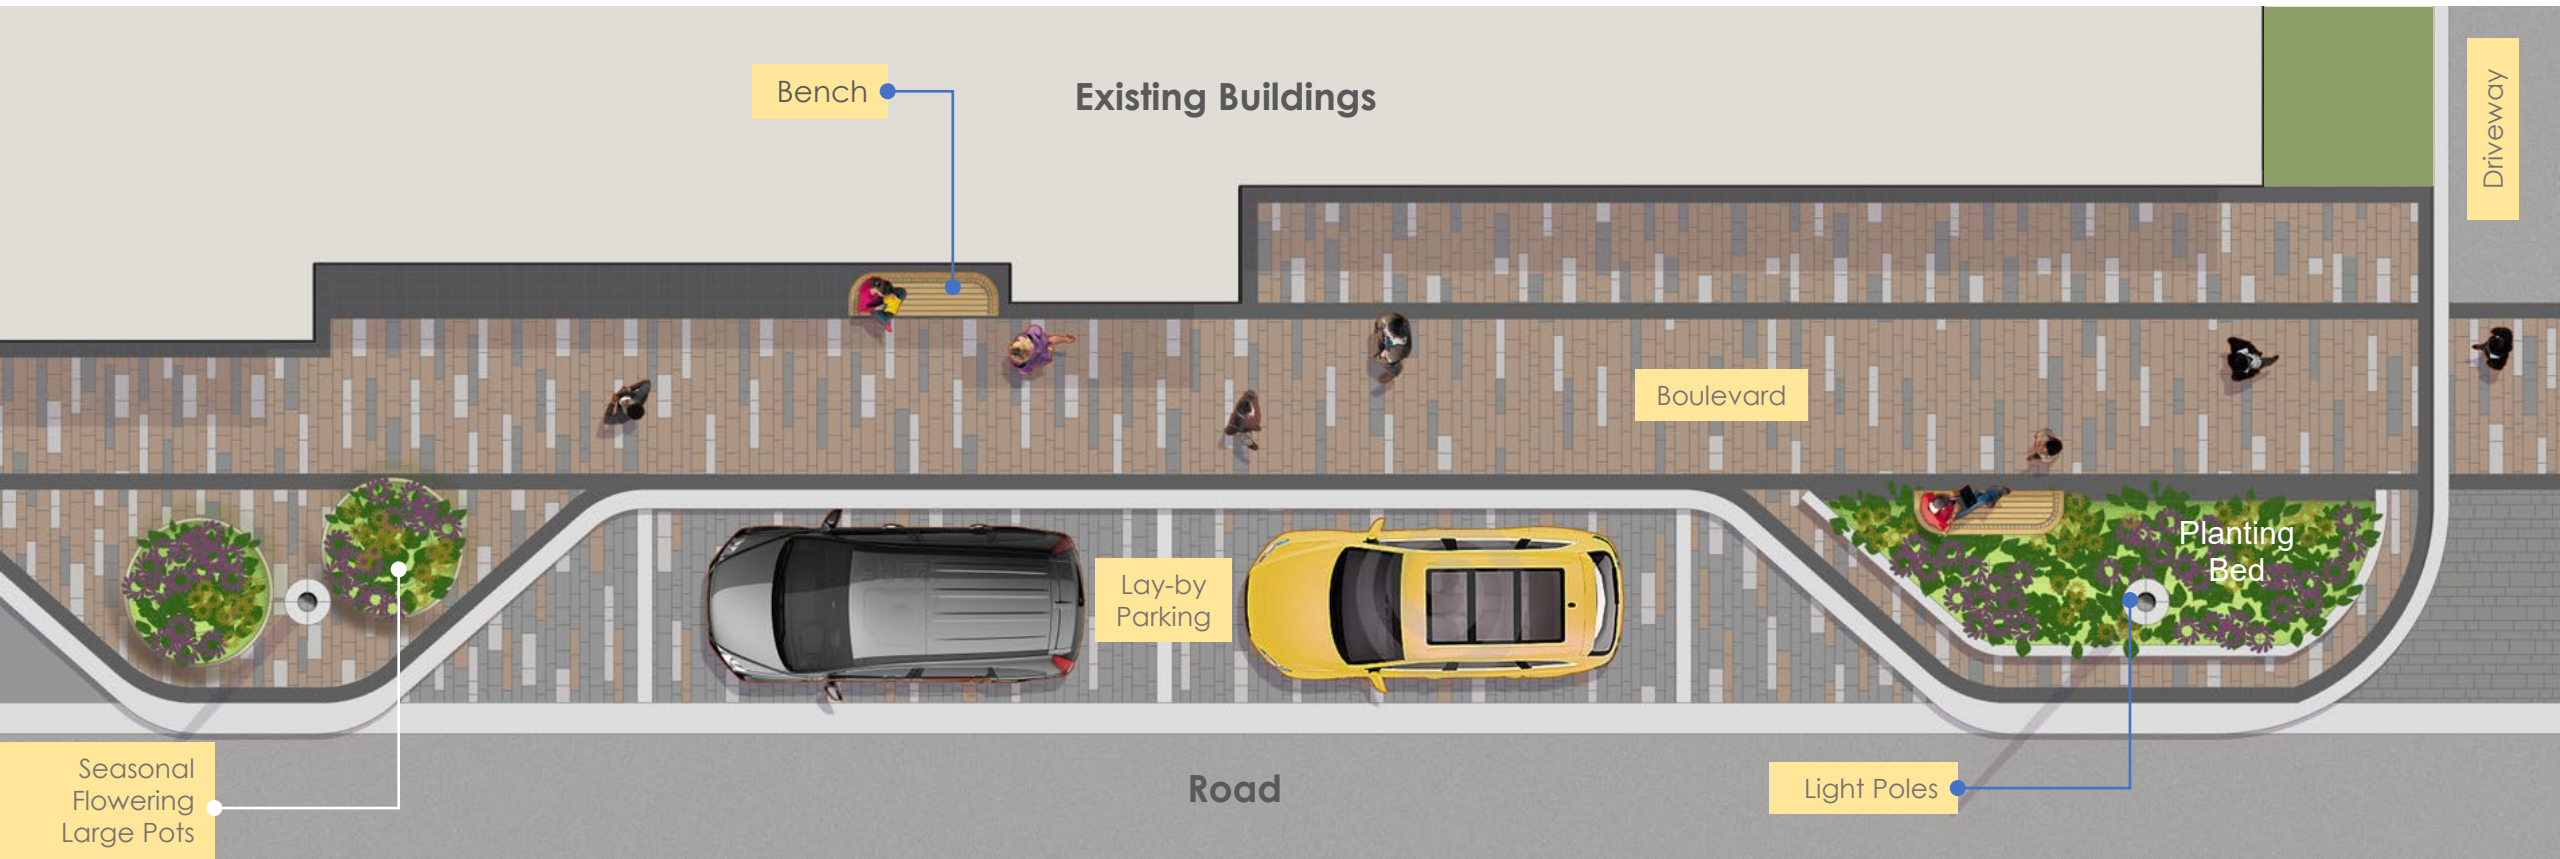 Existing Buildings
Bench
Driveway
Boulevard
Planting
Bed
Lay-by
Parking
Seasonal
Flowering
Large Pots
Road
Light Poles